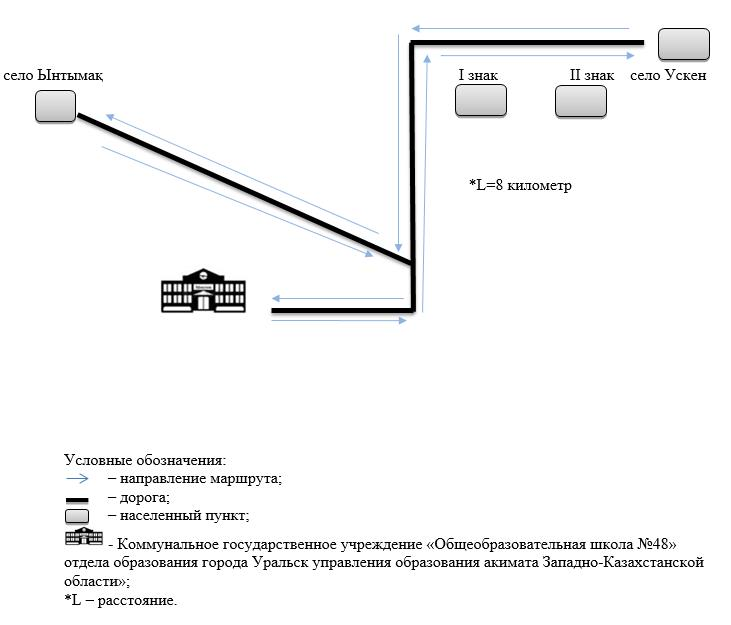 село Ынтымақ
I знак
II знак
село Ускен
*L=8 километр
Условные обозначения:
– направление маршрута;
– дорога;
– населенный пункт;
- Коммунальное государственное учреждение «Общеобразовательная школа №48»
отдела образования города Уральск управления образования акимата Западно-Казахстанской
области»;
*L – расстояние.